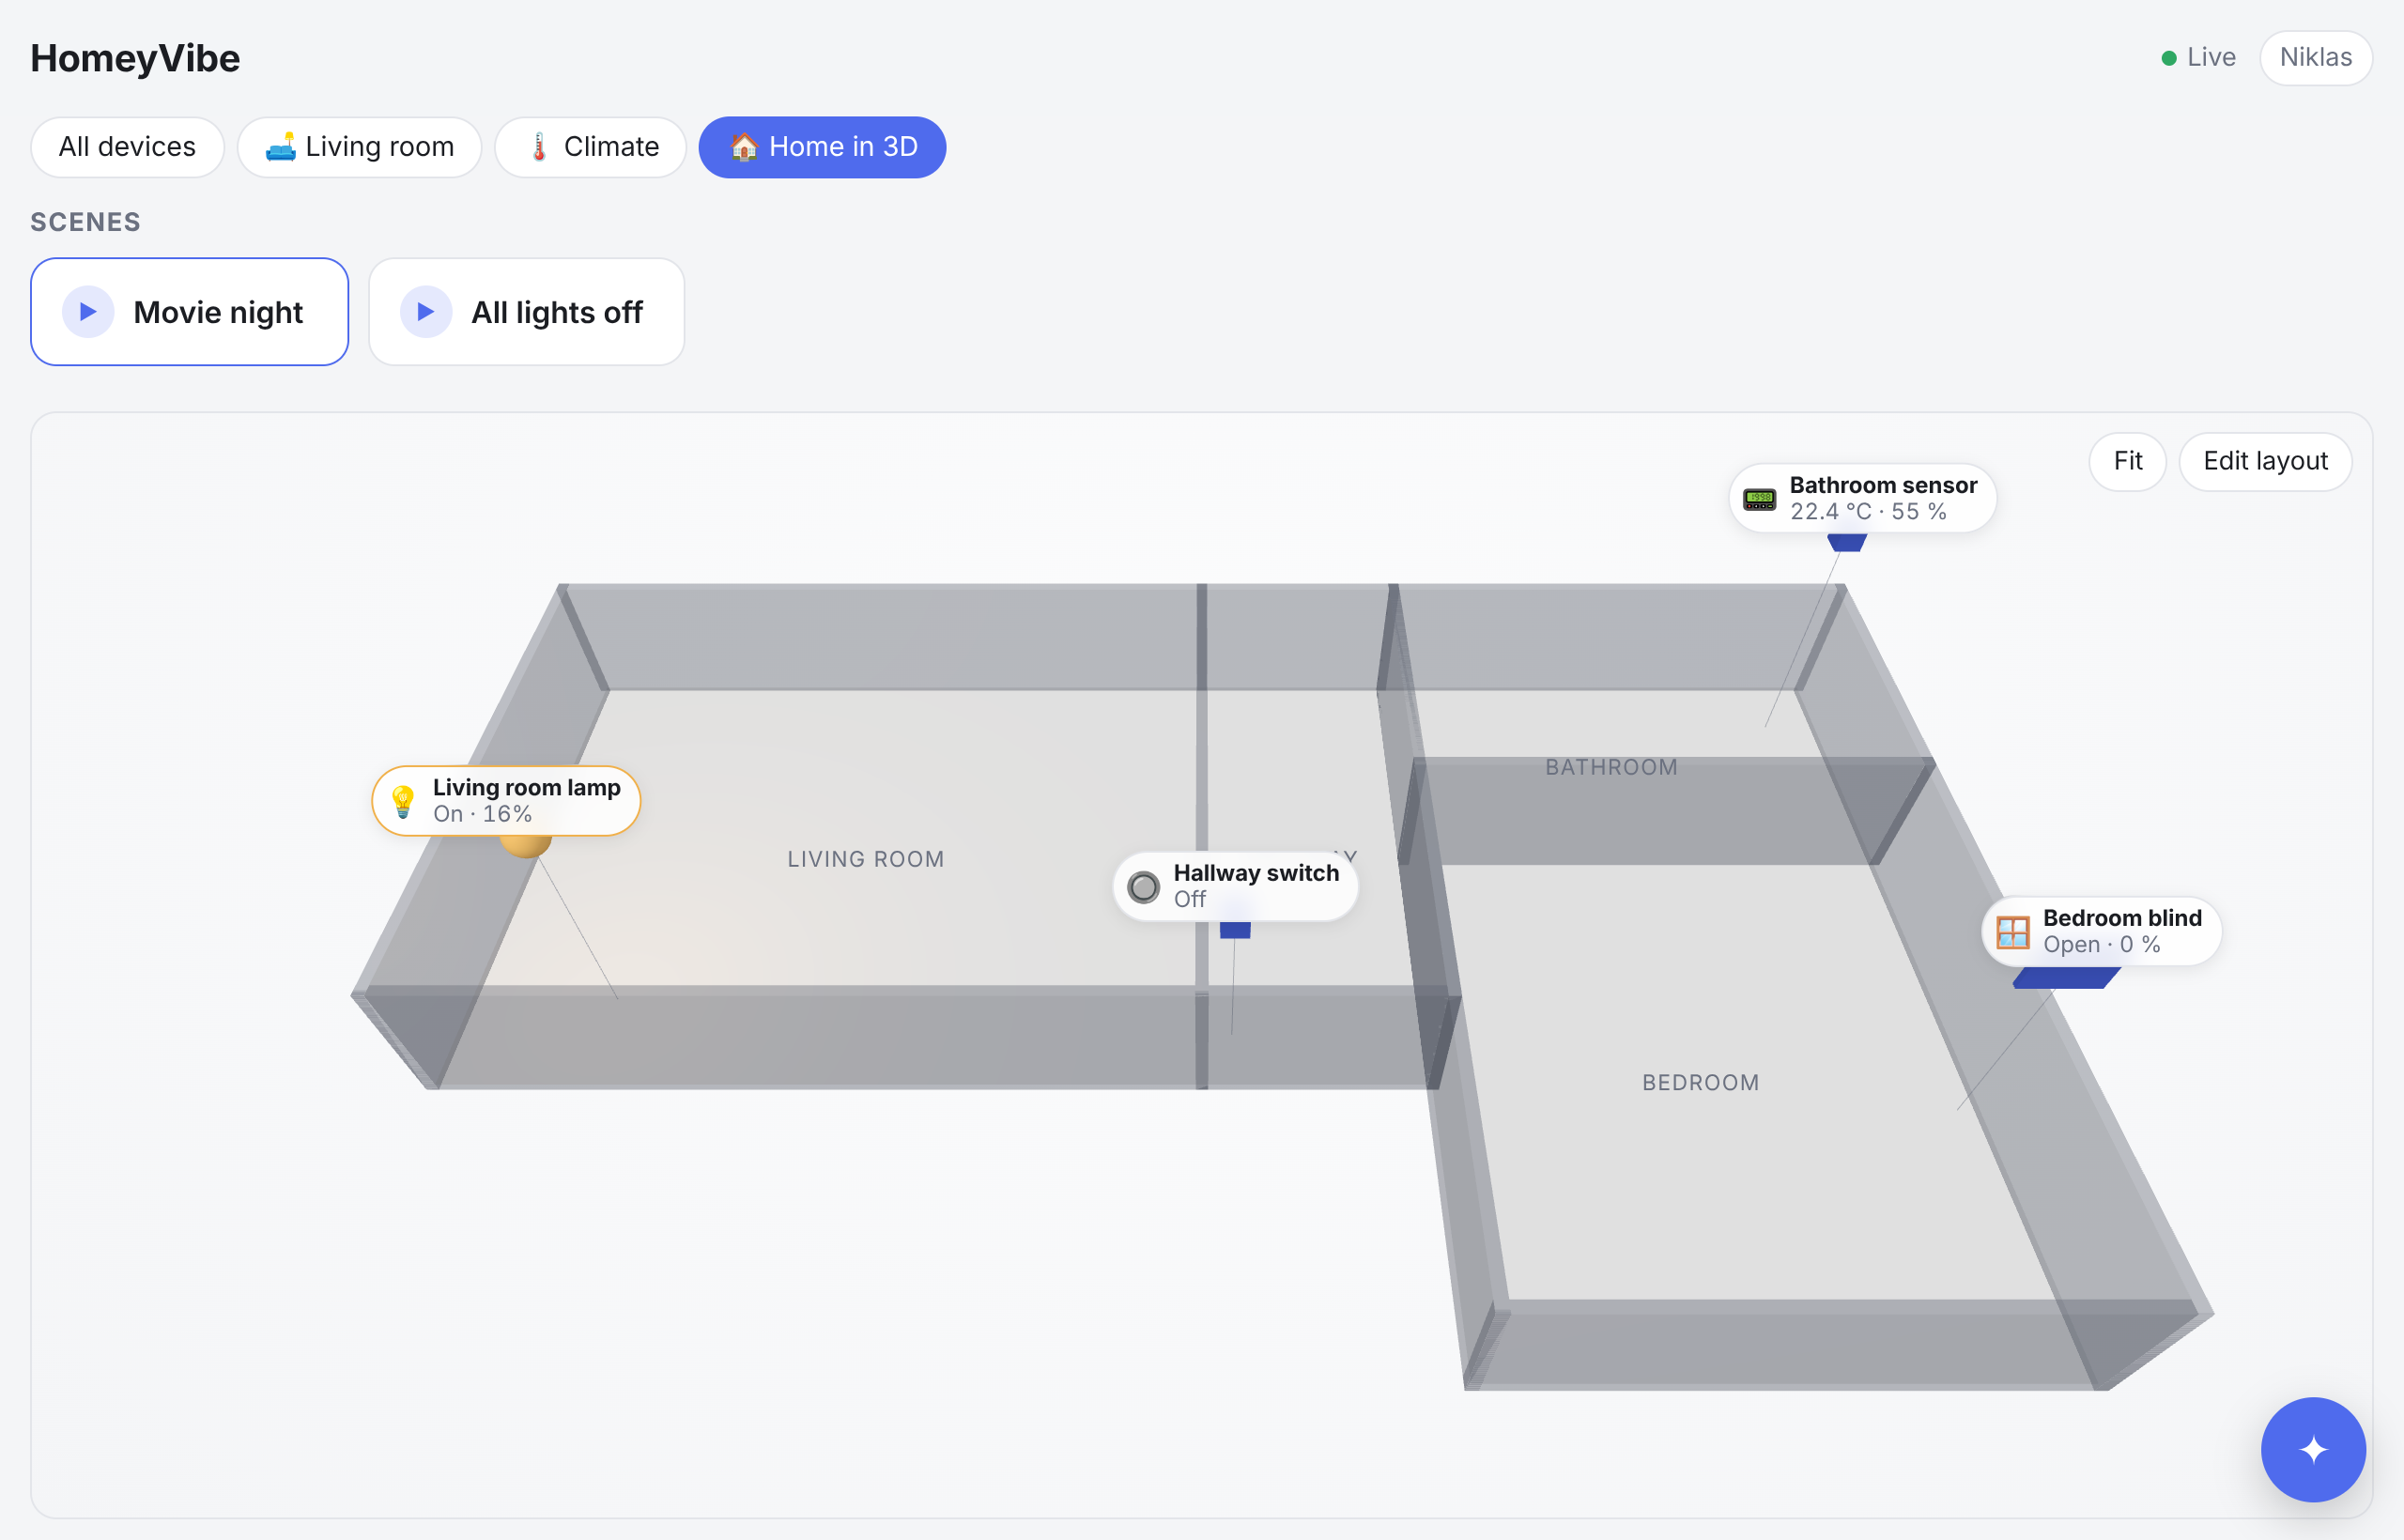 HomeyVibe
Live
Niklas
All devices
Living room
Climate
Home in 3D
SCENES
Movie night
All lights off
Fit
Edit layout
Bathroom sensor
22.4 °C · 55 %
BATHROOM
Living room lamp
On · 16%
LIVING ROOM
Hallway switch
Off
Bedroom blind
Open · 0 %
BEDROOM